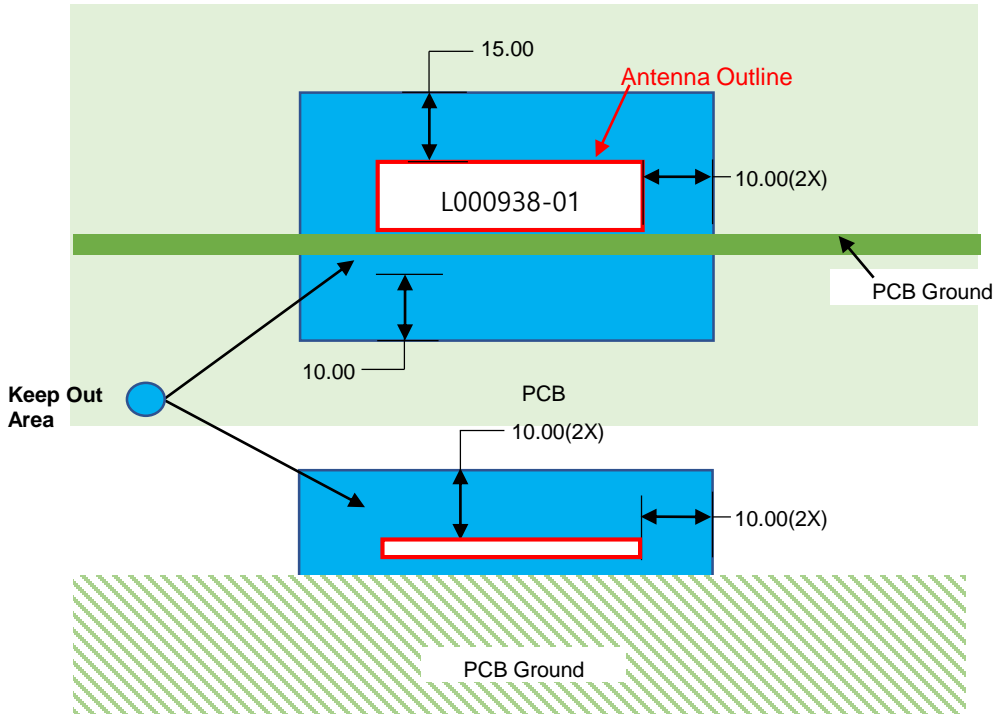 15.00
Antenna Outline
10.00(2X)
L000938-01
PCB Ground
10.00
Keep Out
Area
PCB
10.00(2X)
10.00(2X)
PCB Ground